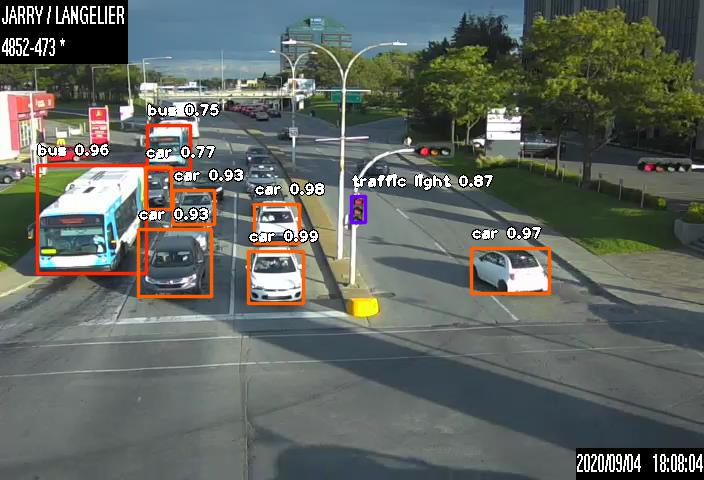 JARRY / LANGELIER
4852-473 *
bus 0.75
bus 0.96
car 0.77
car 0.93
car 0.98
traffic light 0.87
car 0.93
car 0.99
car 0.97
2020/09/04 18:08:04